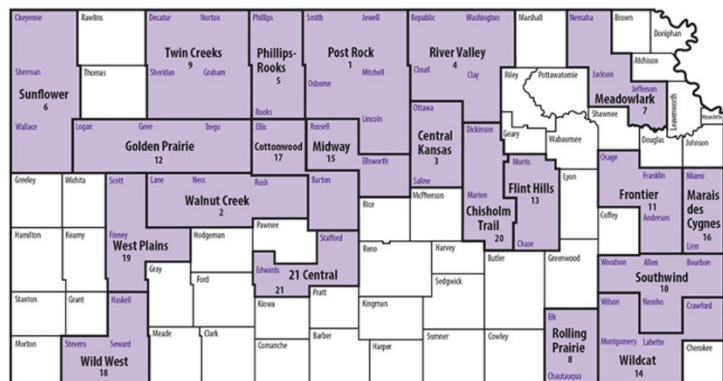 Cheyenne
Rawlins
Decatur
Norton
Phillips
Smith
Jewell
Republic
Washington
Marshall
Nemaha
Brown
Doniphan
Twin Creeks
9
Phillips-
Rooks
5
Post Rock
1
River Valley
4
Atchison
Sherman
Thomas
Sheridan
Graham
Rooks
Osborne
Mitchell
Cloud
Clay
Riley
Pottawatomie
Jackson
Jefferson
Meadowlark
7
Leavenworth
Sunflower
6
Wallace
Logan
Gove
Trego
Ellis
Russell
Lincoln
Ottawa
Dickinson
Geary
Wabaunsee
Shawnee
Douglas
Johnson
Golden Prairie
12
Cottonwood
17
Midway
15
Ellsworth
Central
Kansas
3
Saline
Morris
Osage
Franklin
Miami
Greeley
Wichita
Scott
Lane
Ness
Rush
Barton
Walnut Creek
2
Rice
McPherson
Marion
Chisholm
Trail
20
Flint Hills
13
Chase
Lyon
Coffey
Frontier
11
Anderson
Marais
des
Cygnes
16
Linn
Hamilton
Kearny
Finney
West Plains
19
Hodgeman
Pawnee
Stafford
Edwards
21 Central
21
Reno
Harvey
Butler
Greenwood
Woodson
Allen
Bourbon
Southwind
10
Gray
Ford
Sedgwick
Stanton
Grant
Haskell
Kiowa
Pratt
Kingman
Wilson
Neosho
Crawford
Morton
Stevens
Seward
Wild West
18
Meade
Clark
Comanche
Barber
Harper
Sumner
Cowley
Elk
Rolling
Prairie
8
Chautauqua
Montgomery
Labette
Wildcat
14
Cherokee